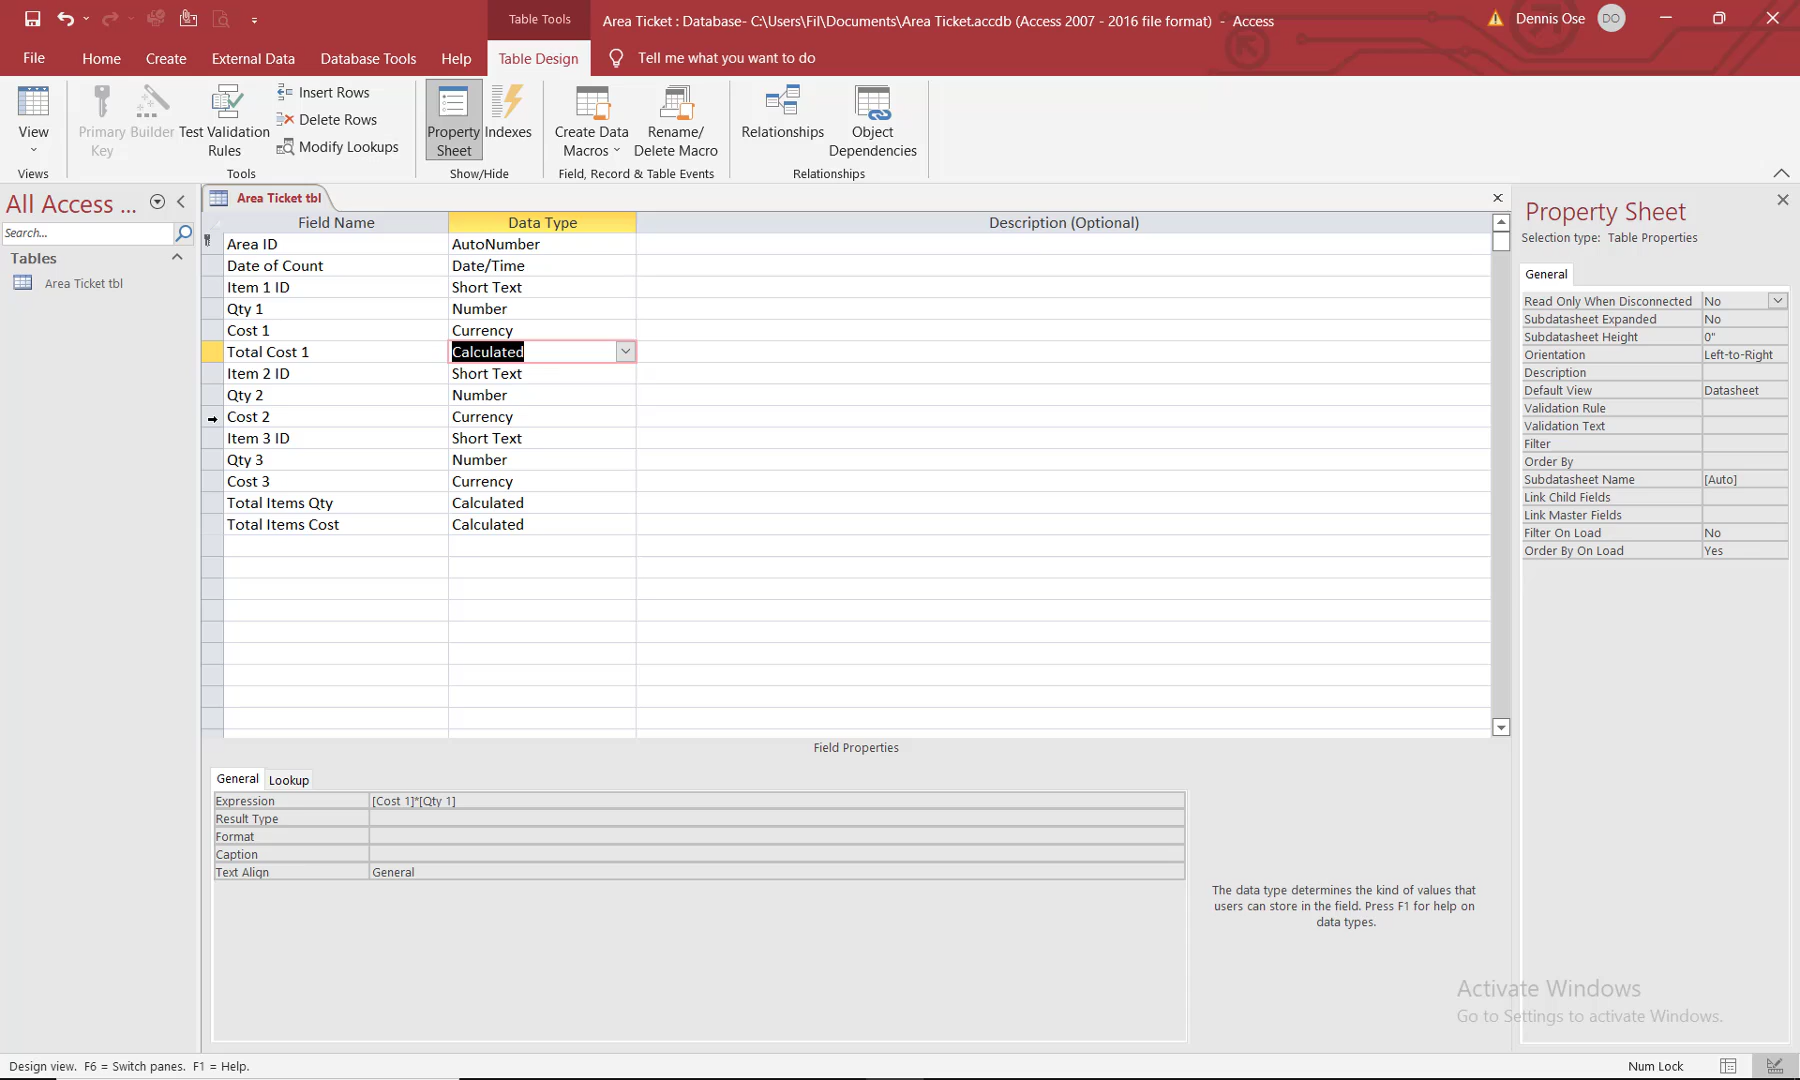 Table Tools
Area Ticket : Database- C:\Users\Fil\Documents\Area Ticket.accdb (Access 2007 - 2016 file format) - Access
Dennis Ose
DO
File Home Create External Data Database Tools Help Table Design Tell me what you want to do
View
Primary Key
Builder
Test Validation Rules
Insert Rows
Delete Rows
Modify Lookups
Property Sheet
Indexes
Create Data Macros
Rename/ Delete Macro
Relationships
Object Dependencies
Views Tools Show/Hide Field, Record & Table Events Relationships
All Access ...
Search...
Tables
Area Ticket tbl
Area Ticket tbl
Field Name Data Type Description (Optional)
Area ID AutoNumber
Date of Count Date/Time
Item 1 ID Short Text
Qty 1 Number
Cost 1 Currency
Total Cost 1 Calculated
Item 2 ID Short Text
Qty 2 Number
Cost 2 Currency
Item 3 ID Short Text
Qty 3 Number
Cost 3 Currency
Total Items Qty Calculated
Total Items Cost Calculated
Field Properties
General Lookup
Expression [Cost 1]*[Qty 1]
Result Type
Format
Caption
Text Align General
The data type determines the kind of values that
users can store in the field. Press F1 for help on
data types.
Property Sheet
Selection type: Table Properties
General
Read Only When Disconnected No
Subdatasheet Expanded No
Subdatasheet Height 0"
Orientation Left-to-Right
Description
Default View Datasheet
Validation Rule
Validation Text
Filter
Order By
Subdatasheet Name [Auto]
Link Child Fields
Link Master Fields
Filter On Load No
Order By On Load Yes
Activate Windows
Go to Settings to activate Windows.
Design view. F6 = Switch panes. F1 = Help.
Num Lock